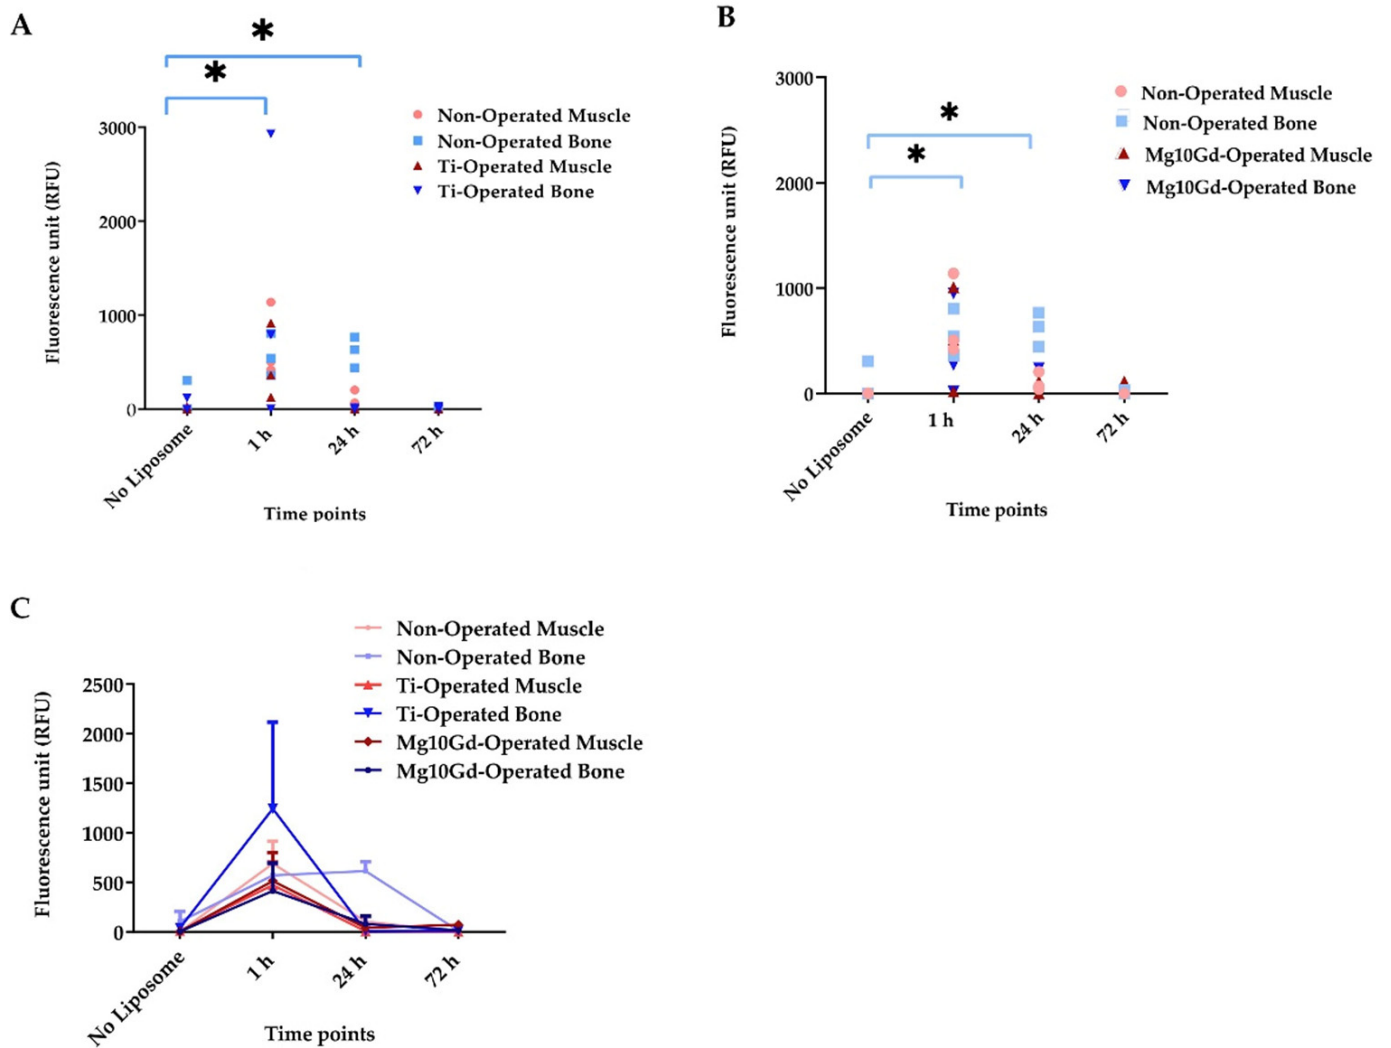 A
*
*
3000
2000
1000
0
Fluorescence unit (RFU)
No Liposome
1 h
24 h
72 h
Time points
Non-Operated Muscle
Non-Operated Bone
Ti-Operated Muscle
Ti-Operated Bone
B
*
*
3000
2000
1000
0
Fluorescence unit (RFU)
No Liposome
1 h
24 h
72 h
Time points
Non-Operated Muscle
Non-Operated Bone
Mg10Gd-Operated Muscle
Mg10Gd-Operated Bone
C
Non-Operated Muscle
Non-Operated Bone
Ti-Operated Muscle
Ti-Operated Bone
Mg10Gd-Operated Muscle
Mg10Gd-Operated Bone
2500
2000
1500
1000
500
0
Fluorescence unit (RFU)
No Liposome
1 h
24 h
72 h
Time points